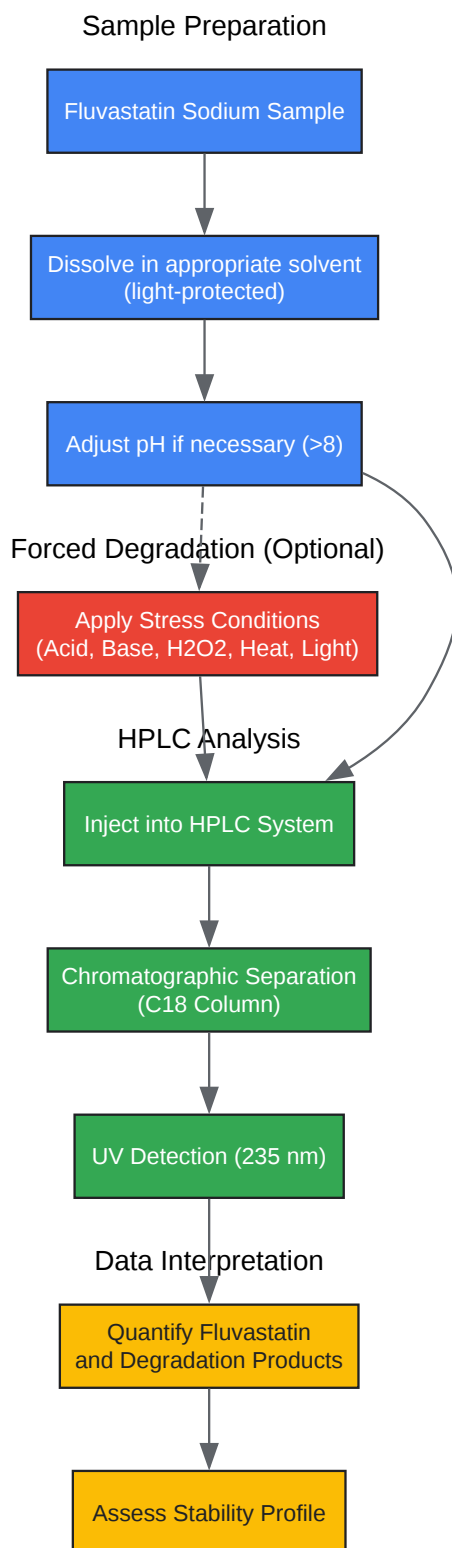 Sample Preparation
Fluvastatin Sodium Sample
Dissolve in appropriate solvent
(light-protected)
Adjust pH if necessary (>8)
Forced Degradation (Optional)
Apply Stress Conditions
(Acid, Base, H2O2, Heat, Light)
HPLC Analysis
Inject into HPLC System
Chromatographic Separation
(C18 Column)
UV Detection (235 nm)
Data Interpretation
Quantify Fluvastatin
and Degradation Products
Assess Stability Profile